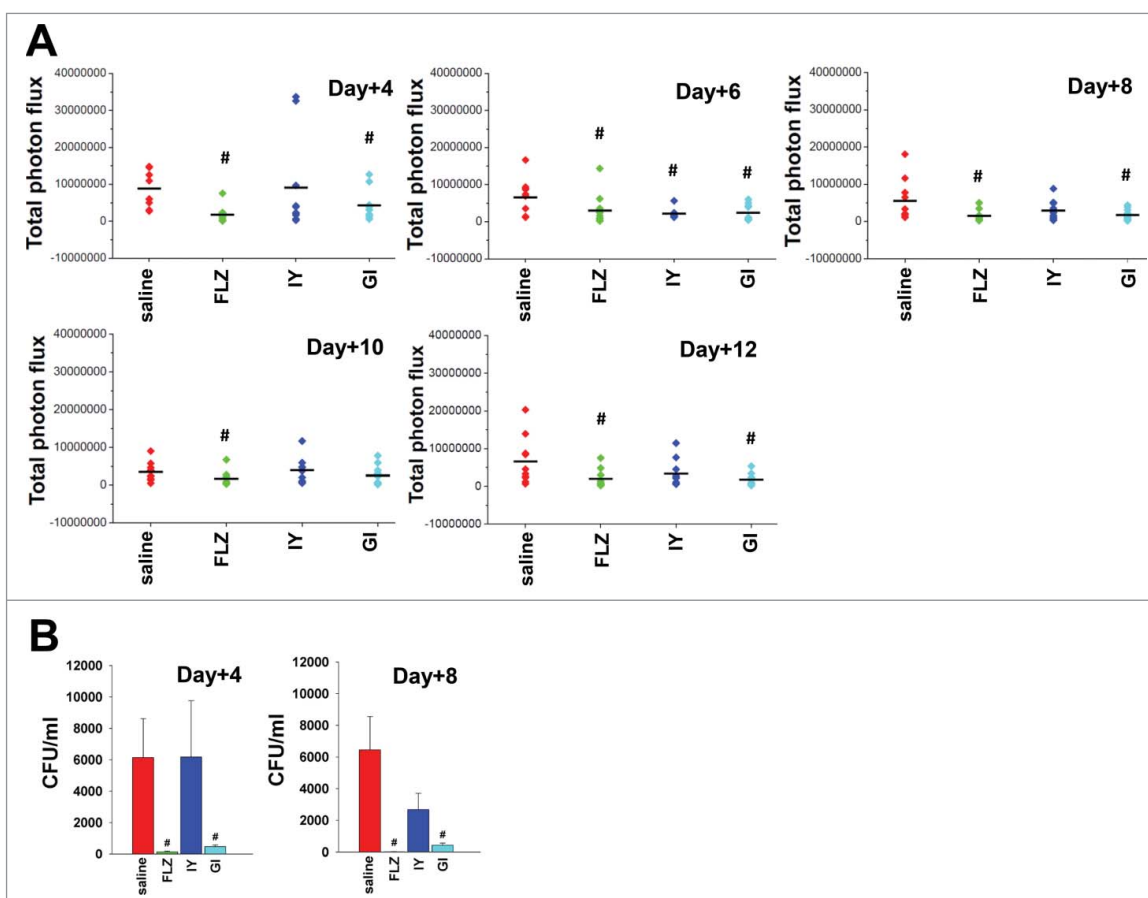 A
Total photon flux
40000000
30000000
20000000
10000000
0
-10000000
Day+4
#
#
saline
FLZ
IY
GI
Total photon flux
40000000
30000000
20000000
10000000
0
-10000000
Day+6
#
#
#
saline
FLZ
IY
GI
Total photon flux
40000000
30000000
20000000
10000000
0
-10000000
Day+8
#
#
saline
FLZ
IY
GI
Total photon flux
40000000
30000000
20000000
10000000
0
-10000000
Day+10
#
saline
FLZ
IY
GI
Total photon flux
40000000
30000000
20000000
10000000
0
-10000000
Day+12
#
#
saline
FLZ
IY
GI
B
CFU/ml
12000
10000
8000
6000
4000
2000
0
Day+4
#
#
saline
FLZ
IY
GI
CFU/ml
12000
10000
8000
6000
4000
2000
0
Day+8
#
#
saline
FLZ
IY
GI